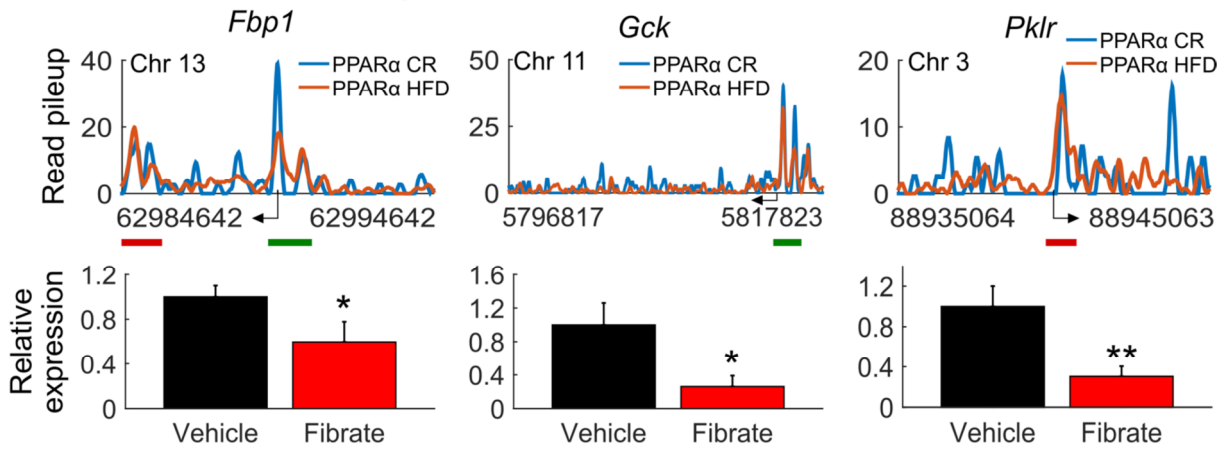 Fbp1
Gck
Pklr
Read pileup
40
20
0
Chr 13
PPARα CR
PPARα HFD
62984642
62994642
50
25
0
Chr 11
PPARα CR
PPARα HFD
5796817
5817823
20
10
0
Chr 3
PPARα CR
PPARα HFD
88935064
88945063
Relative
expression
1.2
0.8
0.4
0
*
Vehicle
Fibrate
1.6
1.2
0.8
0.4
0
*
Vehicle
Fibrate
1.2
0.8
0.4
0
**
Vehicle
Fibrate